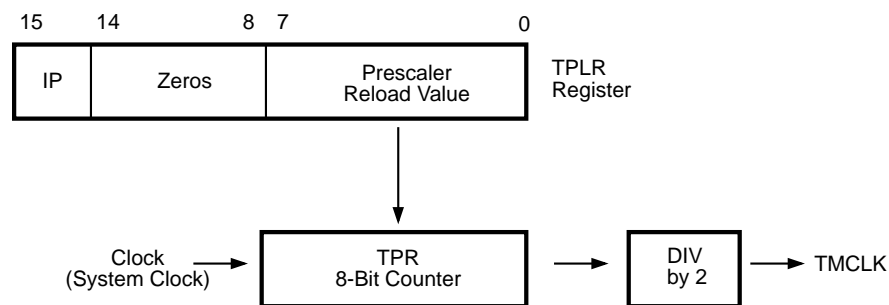 15 14 8 7 0
IP Zeros Prescaler
Reload Value
TPLR
Register
Clock
(System Clock)
TPR
8-Bit Counter
DIV
by 2
TMCLK